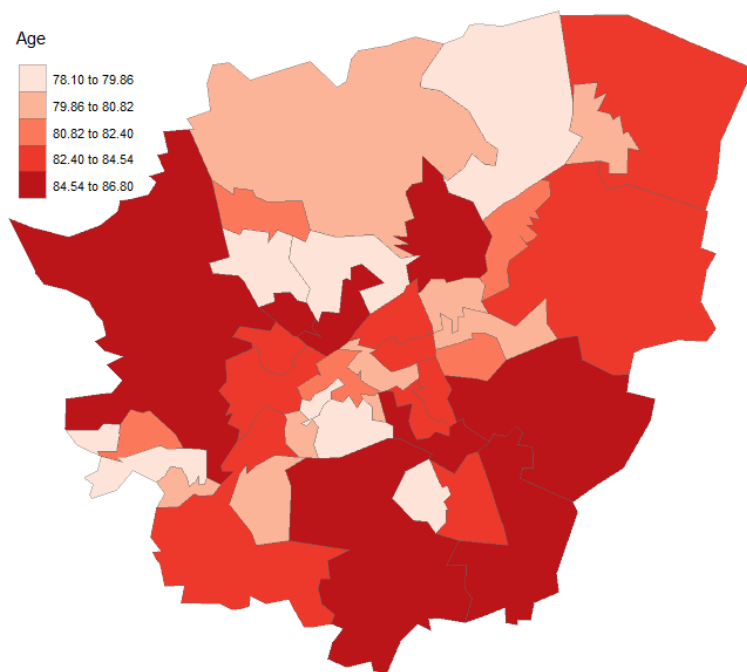 Age
78.10 to 79.86
79.86 to 80.82
80.82 to 82.40
82.40 to 84.54
84.54 to 86.80